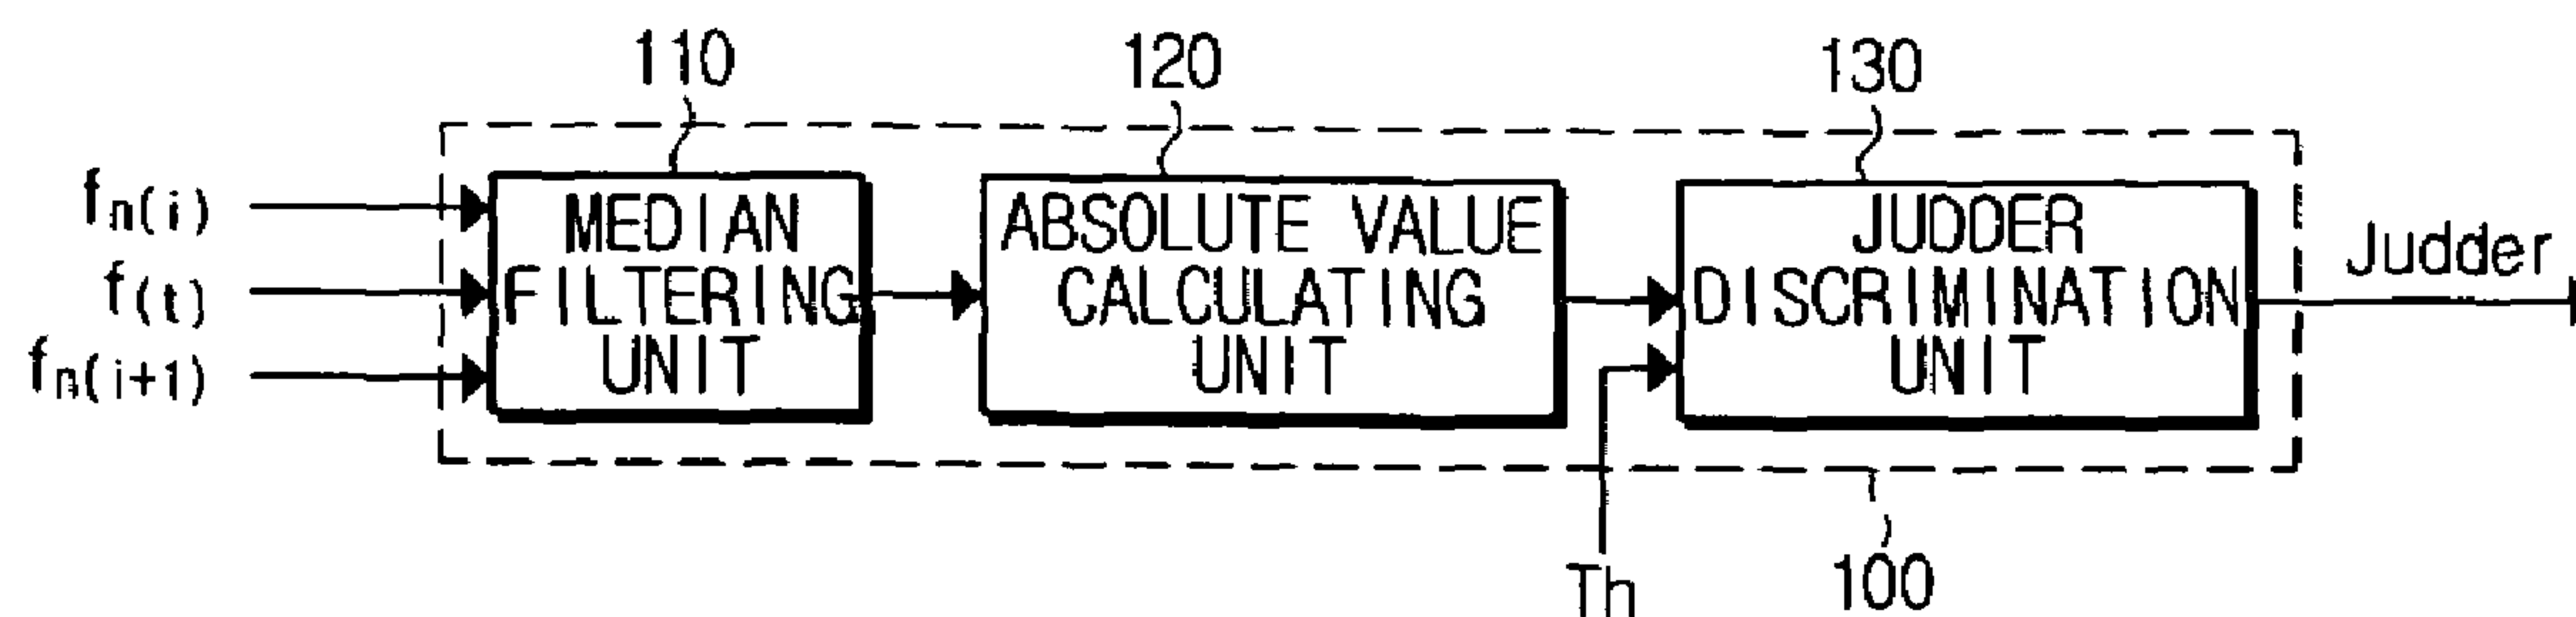 110
120
130
fn(i)
f(t)
fn(i+1)
MEDIAN
FILTERING
UNIT
ABSOLUTE VALUE
CALCULATING
UNIT
JUDDER
DISCRIMINATION
UNIT
Judder
Th
100